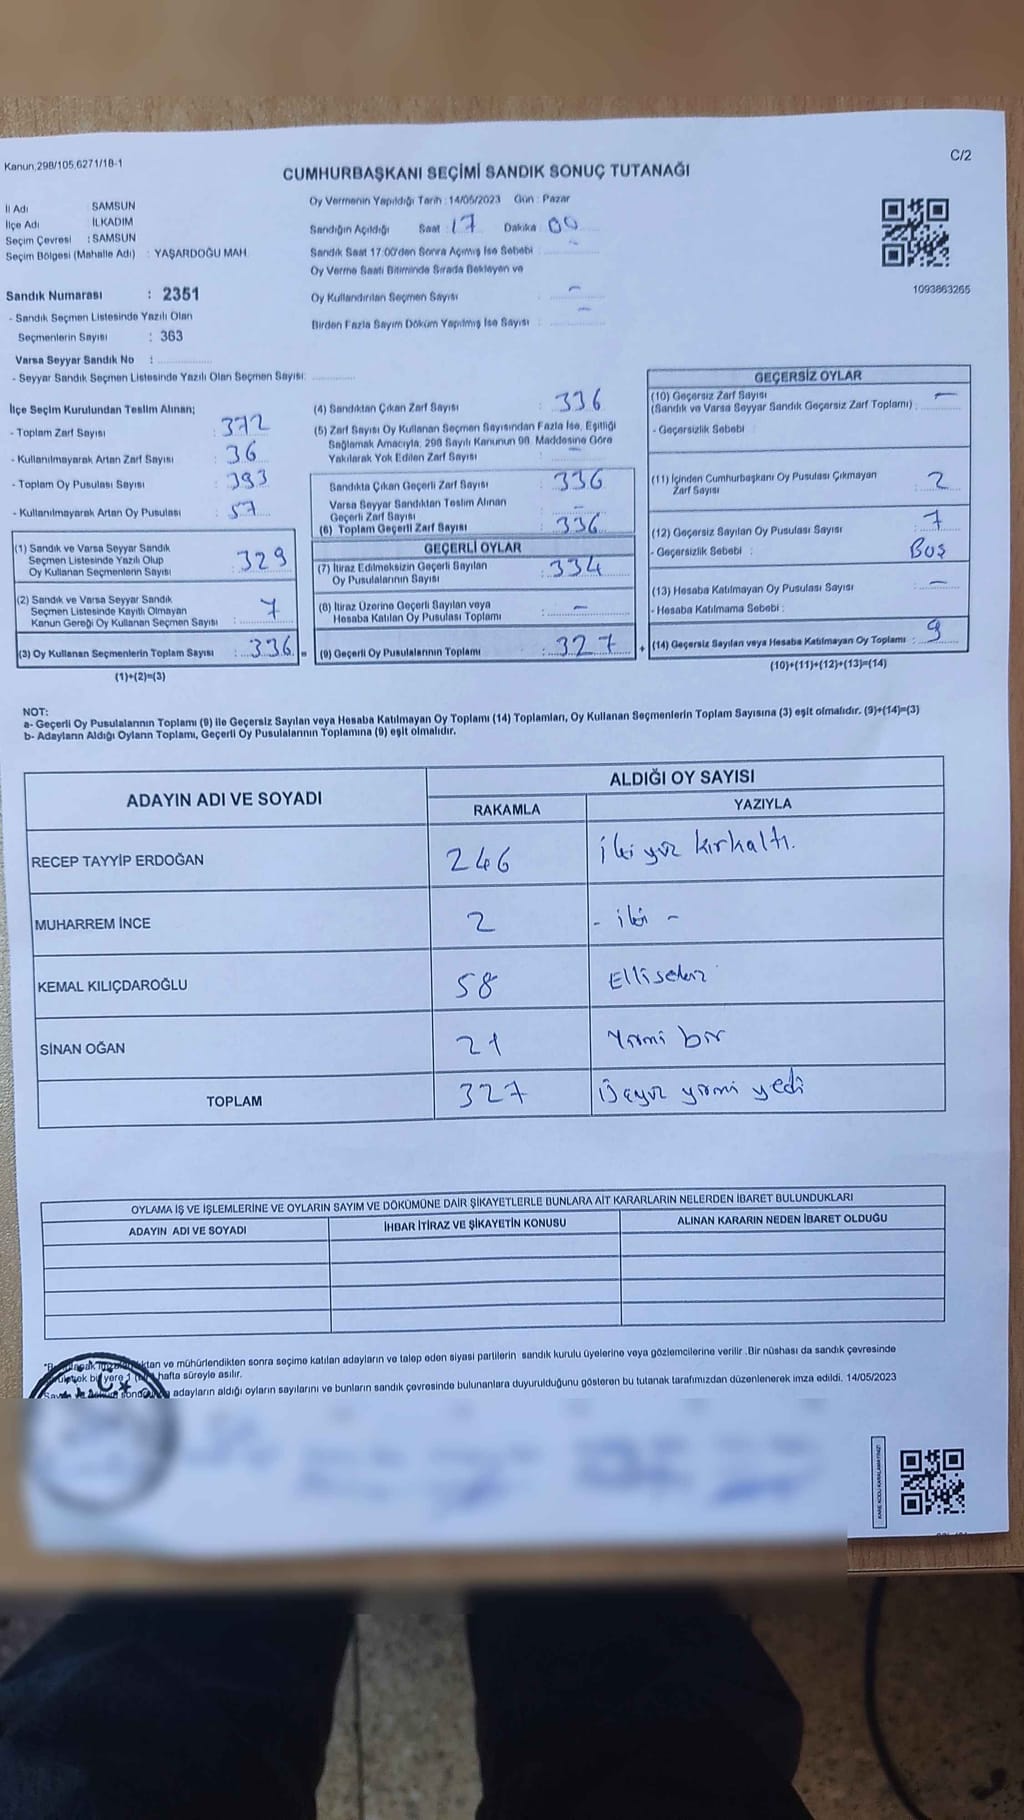 Kanun:298/105,6271/18-1
C/2
CUMHURBAŞKANI SEÇİMİ SANDIK SONUÇ TUTANAĞI
İl Adı SAMSUN
İlçe Adı İLKADIM
Seçim Çevresi : SAMSUN
Seçim Bölgesi (Mahalle Adı) : YAŞARDOĞU MAH
Sandık Numarası : 2351
- Sandık Seçmen Listesinde Yazılı Olan
Seçmenlerin Sayısı : 363
Varsa Seyyar Sandık No :
- Seyyar Sandık Seçmen Listesinde Yazılı Olan Seçmen Sayısı:
Oy Vermenin Yapıldığı Tarih : 14/05/2023 Gün : Pazar
Sandığın Açıldığı Saat : 17 Dakika : 00
Sandık Saat 17:00'den Sonra Açımış İse Sebebi :
Oy Verme Saati Bitiminde Sırada Bekleyen ve
Oy Kullandırılan Seçmen Sayısı : -
Birden Fazla Sayım Döküm Yapılmış İse Sayısı : -
1093863265
İlçe Seçim Kurulundan Teslim Alınan;
- Toplam Zarf Sayısı : 372
- Kullanılmayarak Artan Zarf Sayısı : 36
- Toplam Oy Pusulası Sayısı : 393
- Kullanılmayarak Artan Oy Pusulası : 57
(1) Sandık ve Varsa Seyyar Sandık
Seçmen Listesinde Yazılı Olup
Oy Kullanan Seçmenlerin Sayısı : 329
(2) Sandık ve Varsa Seyyar Sandık
Seçmen Listesinde Kayıtlı Olmayan
Kanun Gereği Oy Kullanan Seçmen Sayısı : 7
(3) Oy Kullanan Seçmenlerin Toplam Sayısı : 336 =
(1)+(2)=(3)
(4) Sandıktan Çıkan Zarf Sayısı : 336
(5) Zarf Sayısı Oy Kullanan Seçmen Sayısından Fazla İse, Eşitliği
Sağlamak Amacıyla, 298 Sayılı Kanunun 98. Maddesine Göre
Yakılarak Yok Edilen Zarf Sayısı : -
Sandıkta Çıkan Geçerli Zarf Sayısı : 336
Varsa Seyyar Sandıktan Teslim Alınan
Geçerli Zarf Sayısı : -
(6) Toplam Geçerli Zarf Sayısı : 336
GEÇERLİ OYLAR
(7) İtiraz Edilmeksizin Geçerli Sayılan
Oy Pusulalarının Sayısı : 334
(8) İtiraz Üzerine Geçerli Sayılan veya
Hesaba Katılan Oy Pusulası Toplamı : -
(9) Geçerli Oy Pusulalarının Toplamı : 327 +
GEÇERSİZ OYLAR
(10) Geçersiz Zarf Sayısı
(Sandık ve Varsa Seyyar Sandık Geçersiz Zarf Toplamı) : -
- Geçersizlik Sebebi :
(11) İçinden Cumhurbaşkanı Oy Pusulası Çıkmayan
Zarf Sayısı : 2
(12) Geçersiz Sayılan Oy Pusulası Sayısı : 7
- Geçersizlik Sebebi : Boş
(13) Hesaba Katılmayan Oy Pusulası Sayısı : -
- Hesaba Katılmama Sebebi :
(14) Geçersiz Sayılan veya Hesaba Katılmayan Oy Toplamı : 9
(10)+(11)+(12)+(13)=(14)
NOT:
a- Geçerli Oy Pusulalarının Toplamı (9) ile Geçersiz Sayılan veya Hesaba Katılmayan Oy Toplamı (14) Toplamları, Oy Kullanan Seçmenlerin Toplam Sayısına (3) eşit olmalıdır. (9)+(14)=(3)
b- Adayların Aldığı Oyların Toplamı, Geçerli Oy Pusulalarının Toplamına (9) eşit olmalıdır.
ADAYIN ADI VE SOYADI
ALDIĞI OY SAYISI
RAKAMLA YAZIYLA
RECEP TAYYİP ERDOĞAN 246 iki yüz kırkaltı.
MUHARREM İNCE 2 - iki -
KEMAL KILIÇDAROĞLU 58 Ellisekiz
SİNAN OĞAN 21 Yirmi bir
TOPLAM 327 Üçyüz yirmi yedi
OYLAMA İŞ VE İŞLEMLERİNE VE OYLARIN SAYIM VE DÖKÜMÜNE DAİR ŞİKAYETLERLE BUNLARA AİT KARARLARIN NELERDEN İBARET BULUNDUKLARI
ADAYIN ADI VE SOYADI İHBAR İTİRAZ VE ŞİKAYETİN KONUSU ALINAN KARARIN NEDEN İBARET OLDUĞU
ve mühürlendikten sonra seçime katılan adayların ve talep eden siyasi partilerin sandık kurulu üyelerine veya gözlemcilerine verilir .Bir nüshası da sandık çevresinde
hafta süreyle asılır.
adayların aldığı oyların sayılarını ve bunların sandık çevresinde bulunanlara duyurulduğunu gösteren bu tutanak tarafımızdan düzenlenerek imza edildi. 14/05/2023